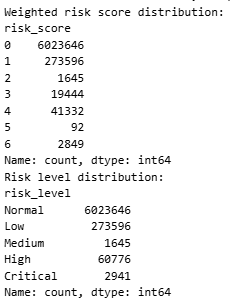 Weighted risk score distribution:
risk_score
0    6023646
1     273596
2       1645
3      19444
4      41332
5         92
6       2849
Name: count, dtype: int64
Risk level distribution:
risk_level
Normal      6023646
Low          273596
Medium         1645
High          60776
Critical       2941
Name: count, dtype: int64